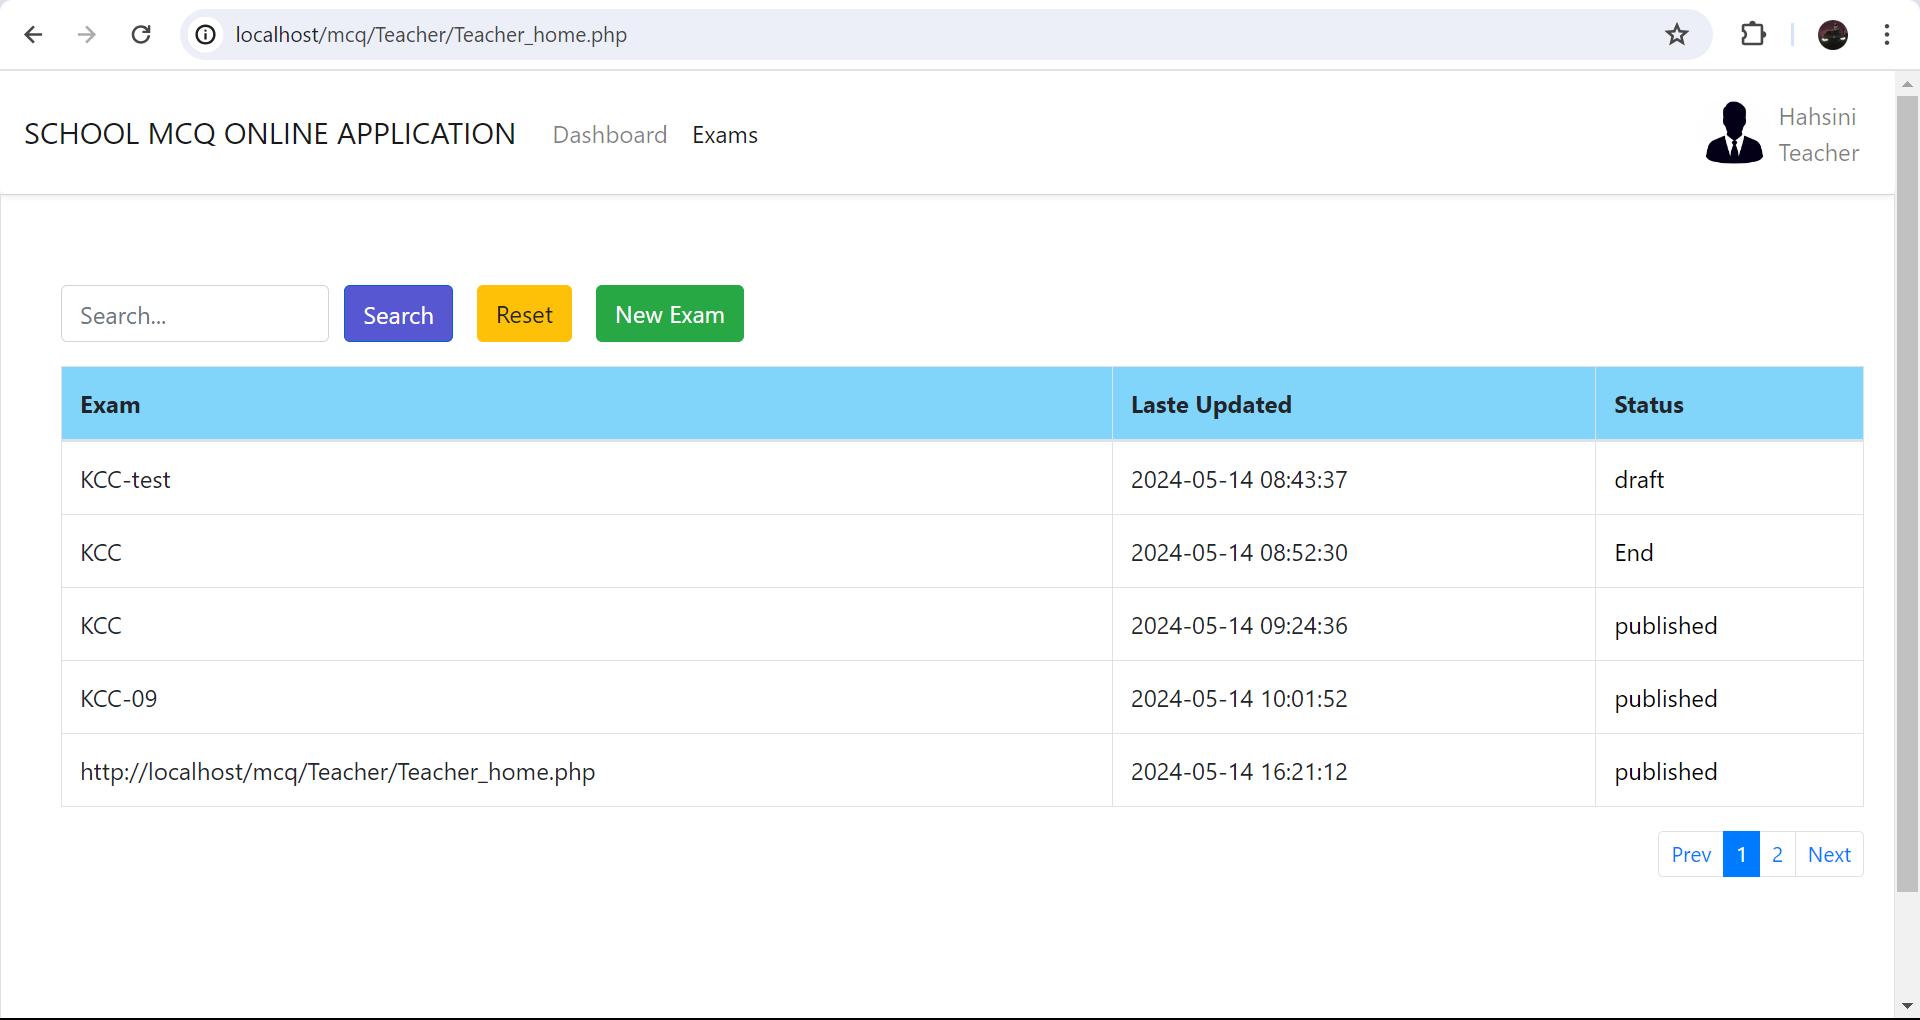 localhost/mcq/Teacher/Teacher_home.php
SCHOOL MCQ ONLINE APPLICATION Dashboard Exams Hahsini
Teacher
Search... Search Reset New Exam
Exam Laste Updated Status
KCC-test 2024-05-14 08:43:37 draft
KCC 2024-05-14 08:52:30 End
KCC 2024-05-14 09:24:36 published
KCC-09 2024-05-14 10:01:52 published
http://localhost/mcq/Teacher/Teacher_home.php 2024-05-14 16:21:12 published
Prev 1 2 Next